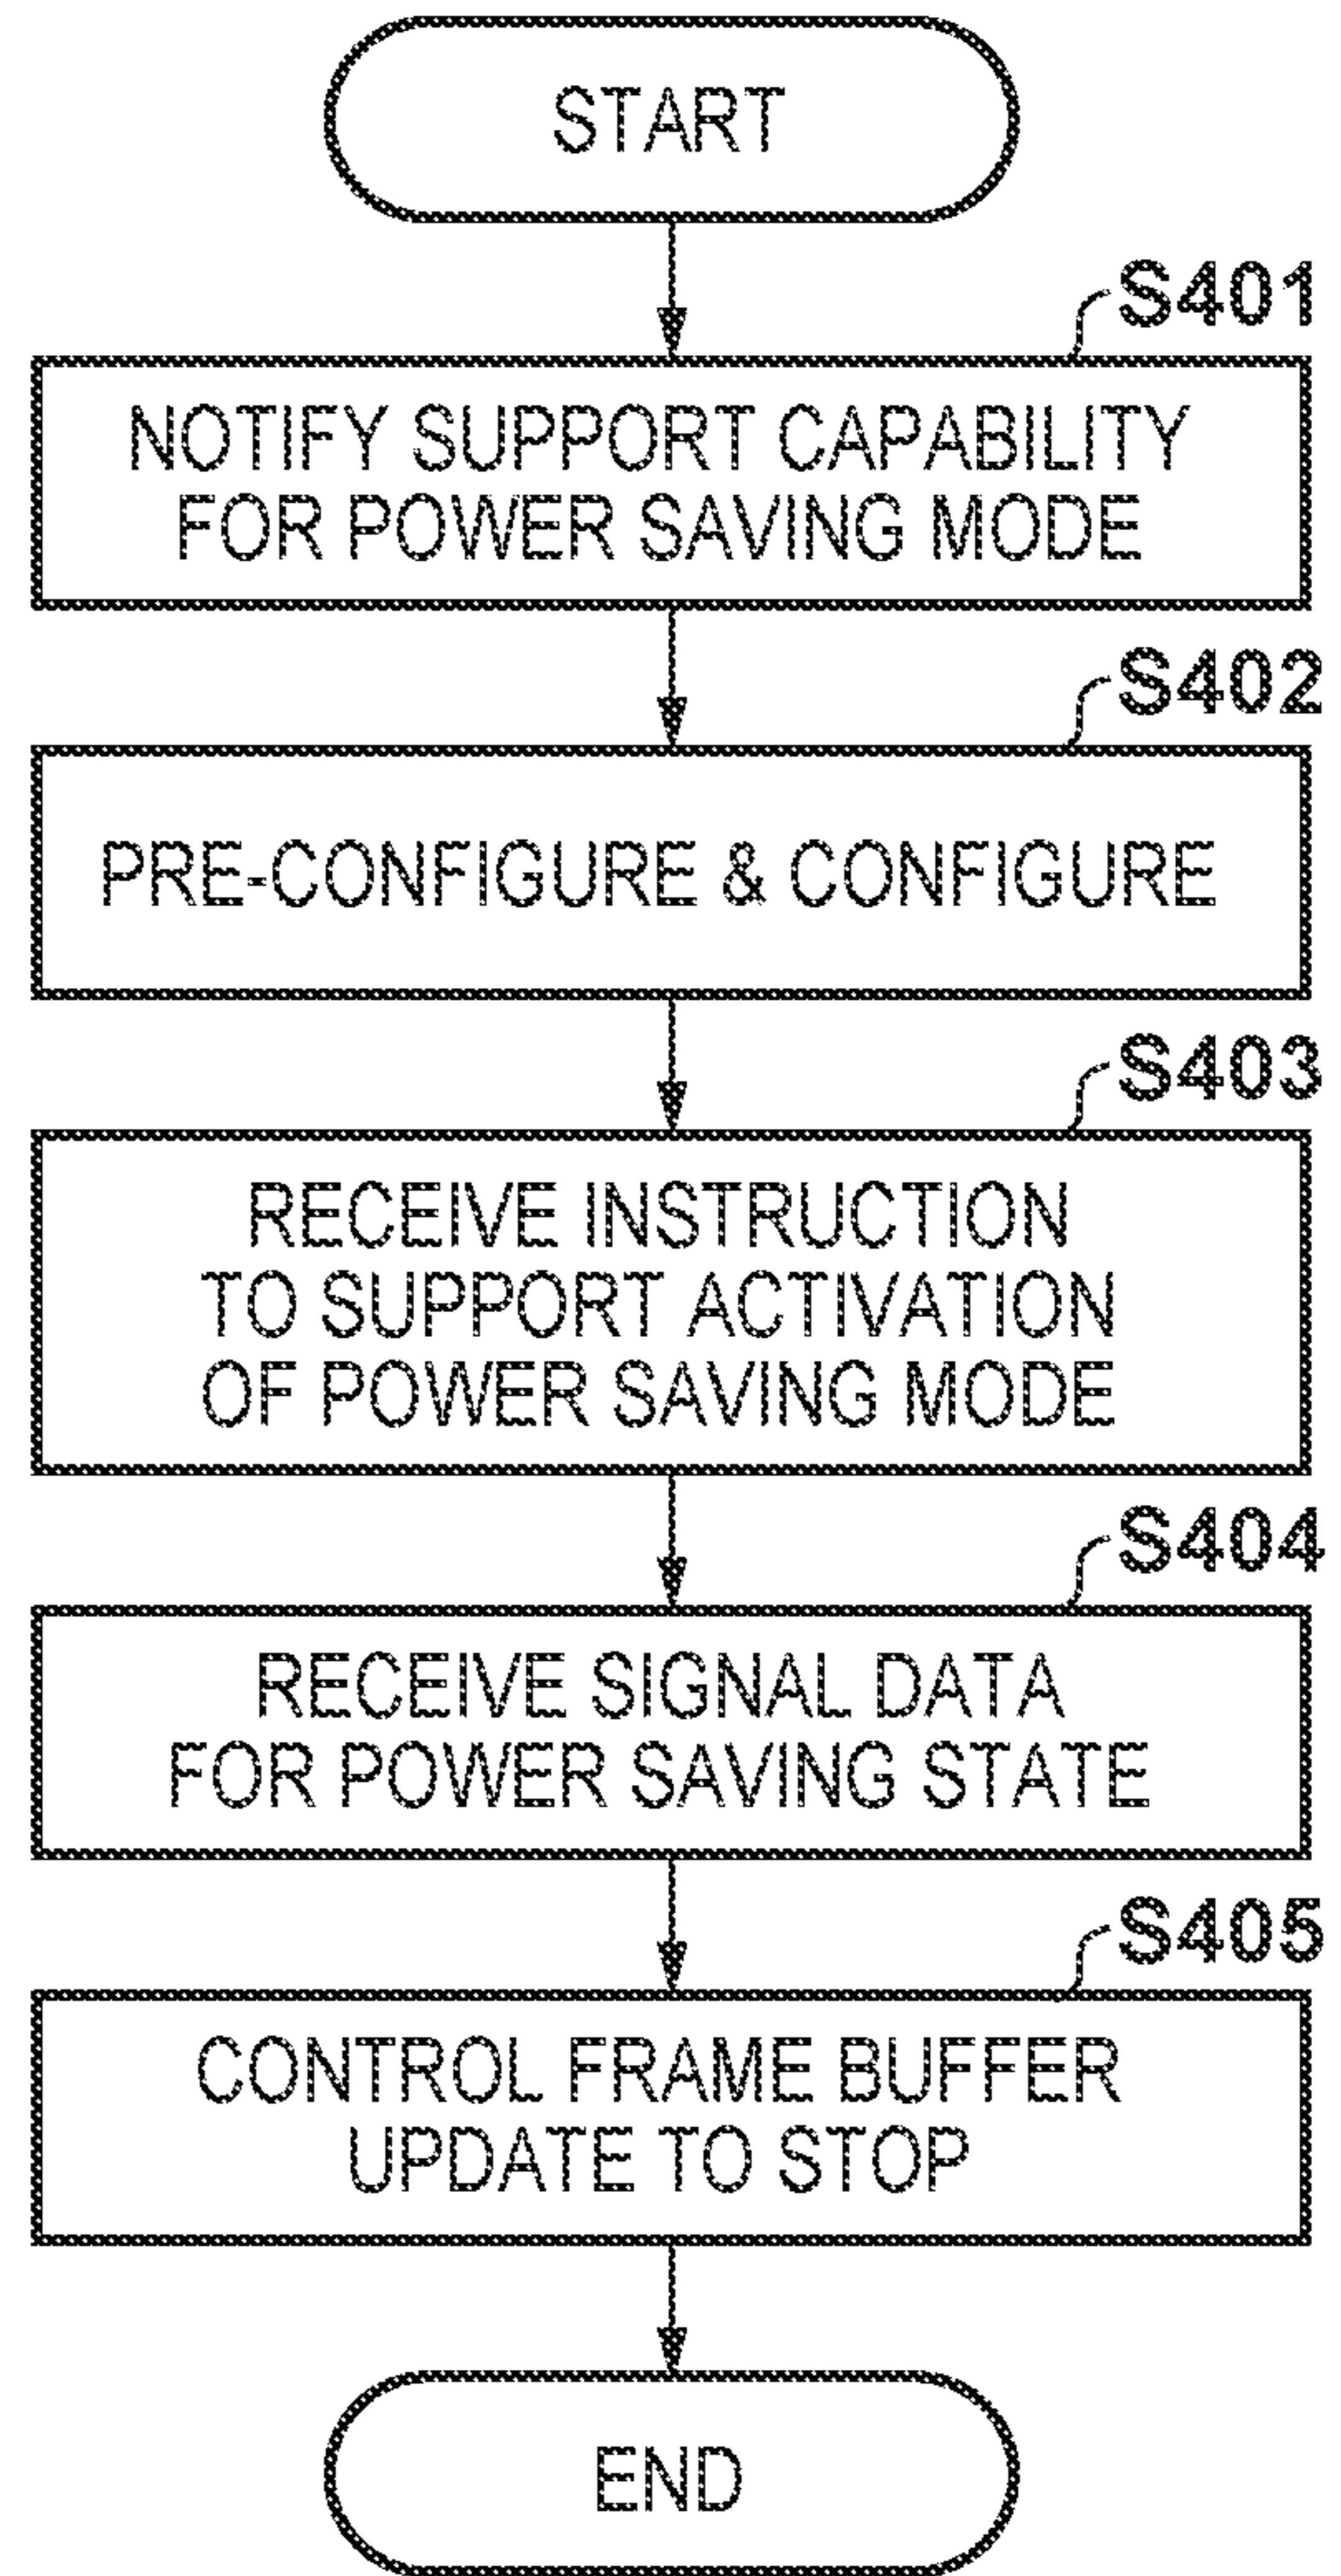 START
S401
NOTIFY SUPPORT CAPABILITY
FOR POWER SAVING MODE
S402
PRE-CONFIGURE & CONFIGURE
S403
RECEIVE INSTRUCTION
TO SUPPORT ACTIVATION
OF POWER SAVING MODE
S404
RECEIVE SIGNAL DATA
FOR POWER SAVING STATE
S405
CONTROL FRAME BUFFER
UPDATE TO STOP
END